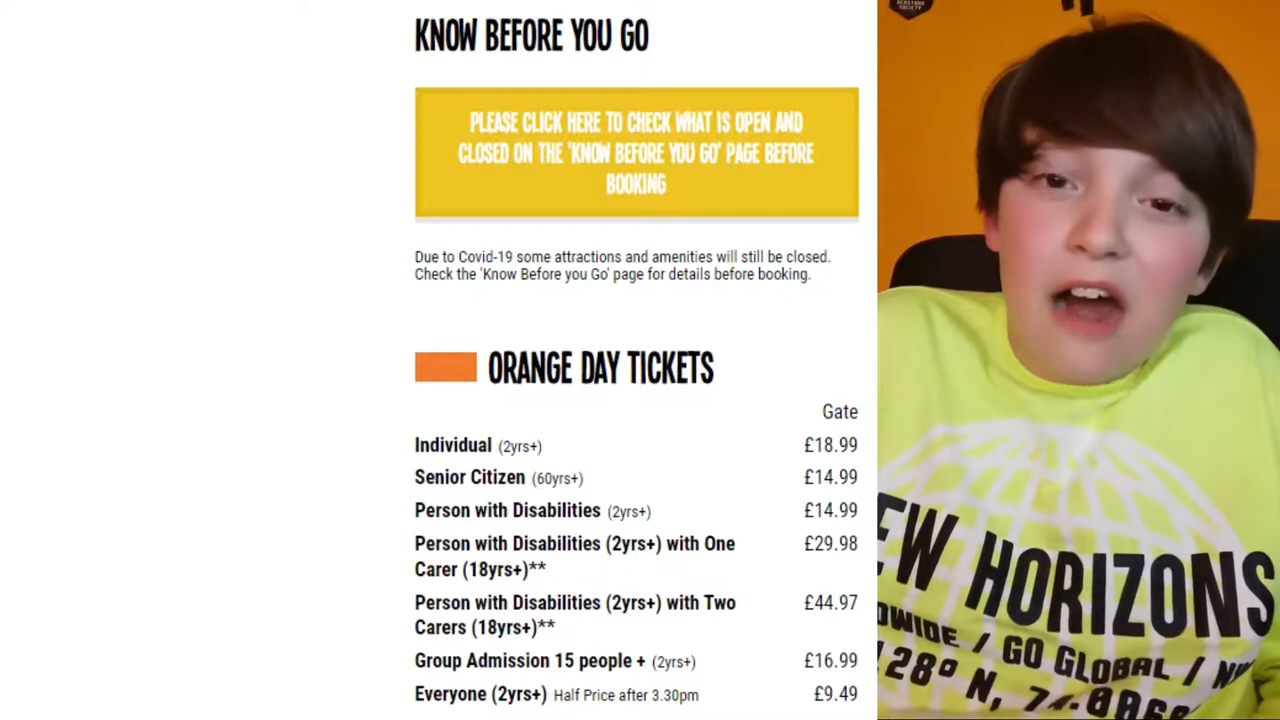 KNOW BEFORE YOU GO
PLEASE CLICK HERE TO CHECK WHAT IS OPEN AND
CLOSED ON THE 'KNOW BEFORE YOU GO' PAGE BEFORE
BOOKING
Due to Covid-19 some attractions and amenities will still be closed.
Check the 'Know Before you Go' page for details before booking.
ORANGE DAY TICKETS
Gate
Individual (2yrs+) £18.99
Senior Citizen (60yrs+) £14.99
Person with Disabilities (2yrs+) £14.99
Person with Disabilities (2yrs+) with One £29.98
Carer (18yrs+)**
Person with Disabilities (2yrs+) with Two £44.97
Carers (18yrs+)**
Group Admission 15 people + (2yrs+) £16.99
Everyone (2yrs+) Half Price after 3.30pm £9.49
EW HORIZONS
DWIDE / GO GLOBAL /
28° N,